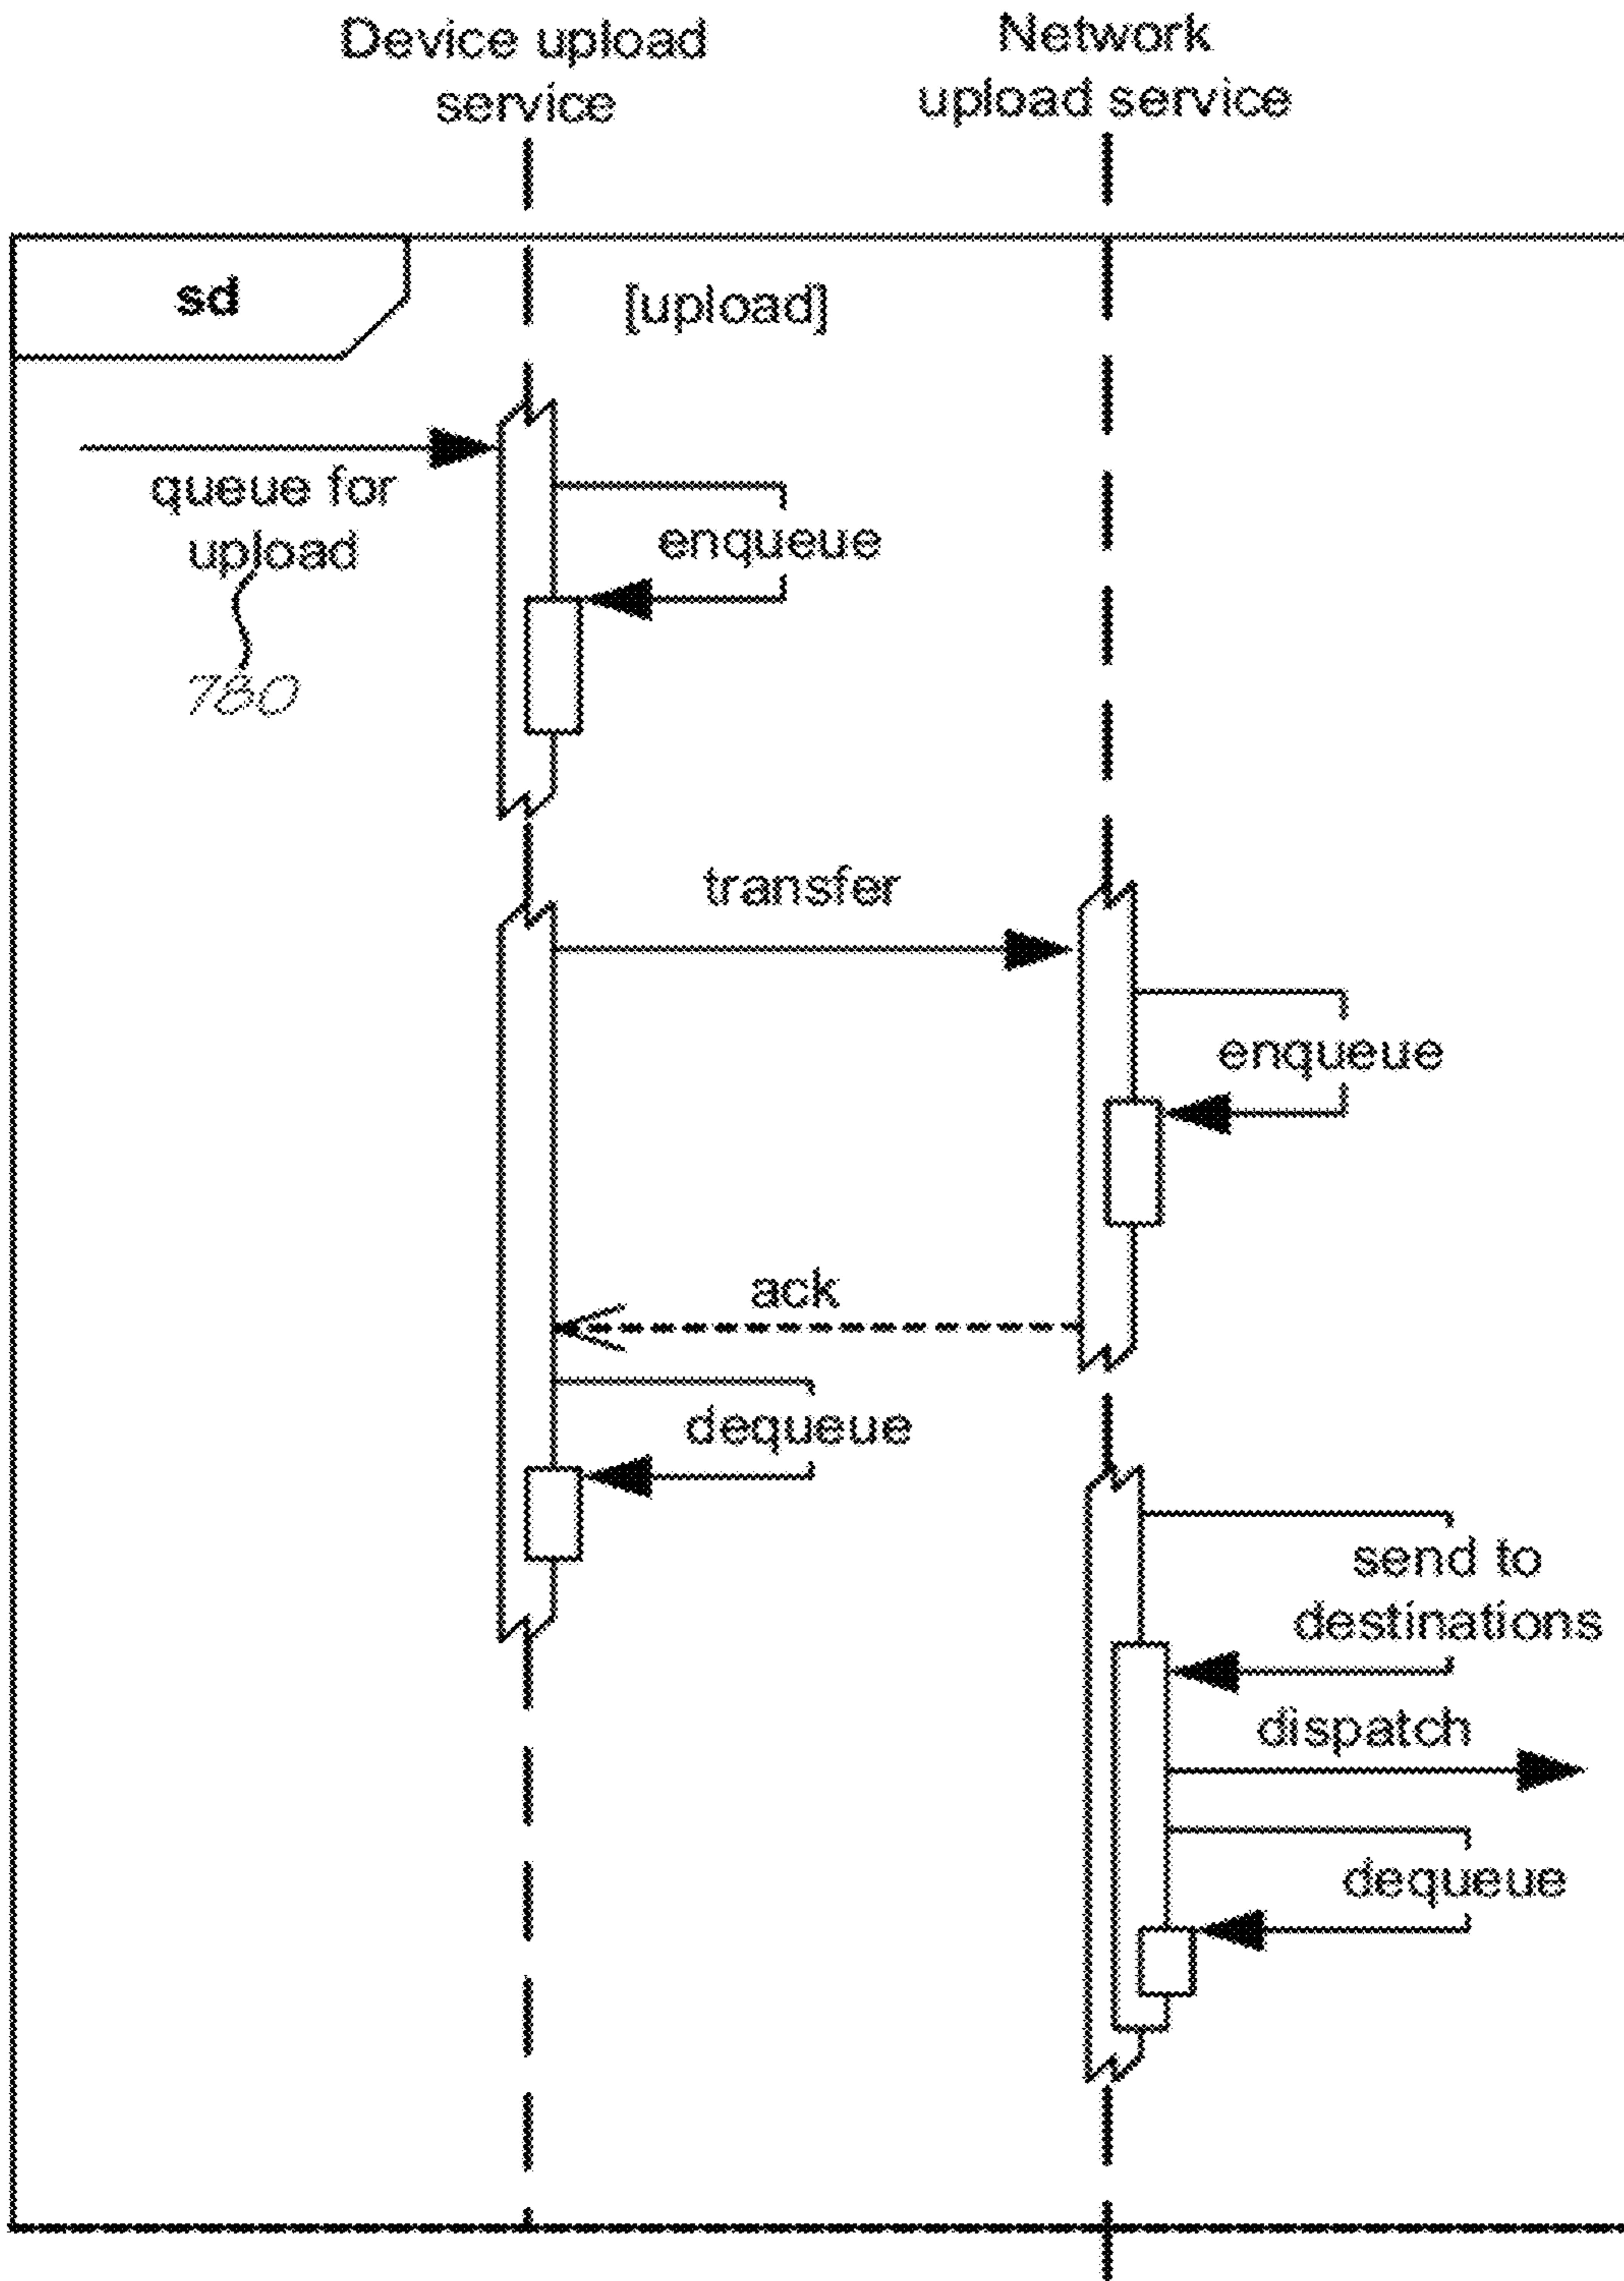 Device upload
service
Network
upload service
sd
[upload]
queue for
upload
enqueue
780
transfer
enqueue
ack
dequeue
send to
destinations
dispatch
dequeue